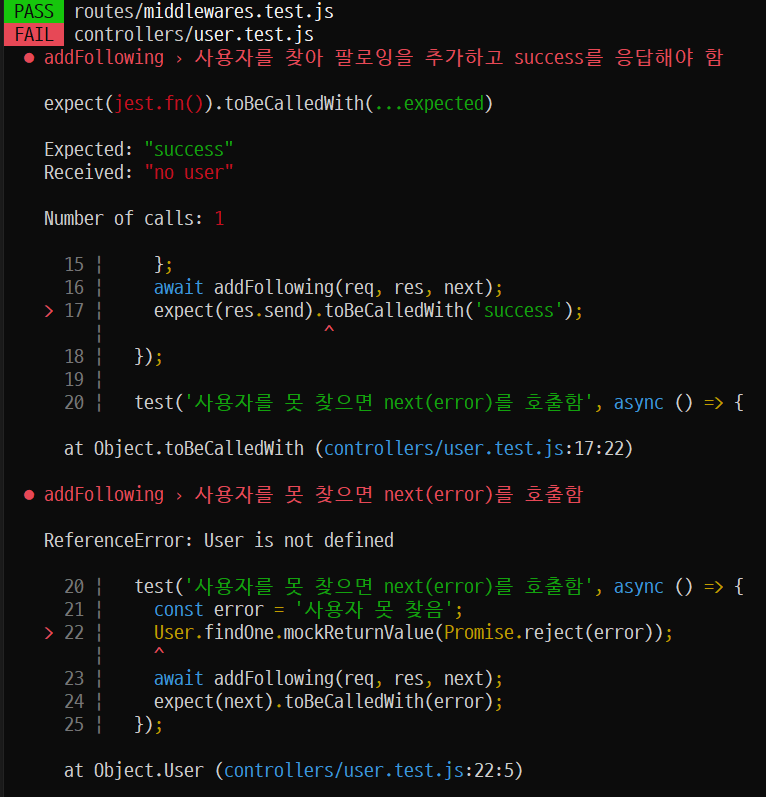 PASS routes/middlewares.test.js
FAIL controllers/user.test.js
● addFollowing › 사용자를 찾아 팔로잉을 추가하고 success를 응답해야 함
expect(jest.fn()).toBeCalledWith(...expected)
Expected: "success"
Received: "no user"
Number of calls: 1
15 ¦ };
16 ¦ await addFollowing(req, res, next);
> 17 ¦ expect(res.send).toBeCalledWith('success');
¦ ^
18 ¦ });
19 ¦
20 ¦ test('사용자를 못 찾으면 next(error)를 호출함', async () => {
at Object.toBeCalledWith (controllers/user.test.js:17:22)
● addFollowing › 사용자를 못 찾으면 next(error)를 호출함
ReferenceError: User is not defined
20 ¦ test('사용자를 못 찾으면 next(error)를 호출함', async () => {
21 ¦ const error = '사용자 못 찾음';
> 22 ¦ User.findOne.mockReturnValue(Promise.reject(error));
¦ ^
23 ¦ await addFollowing(req, res, next);
24 ¦ expect(next).toBeCalledWith(error);
25 ¦ });
at Object.User (controllers/user.test.js:22:5)